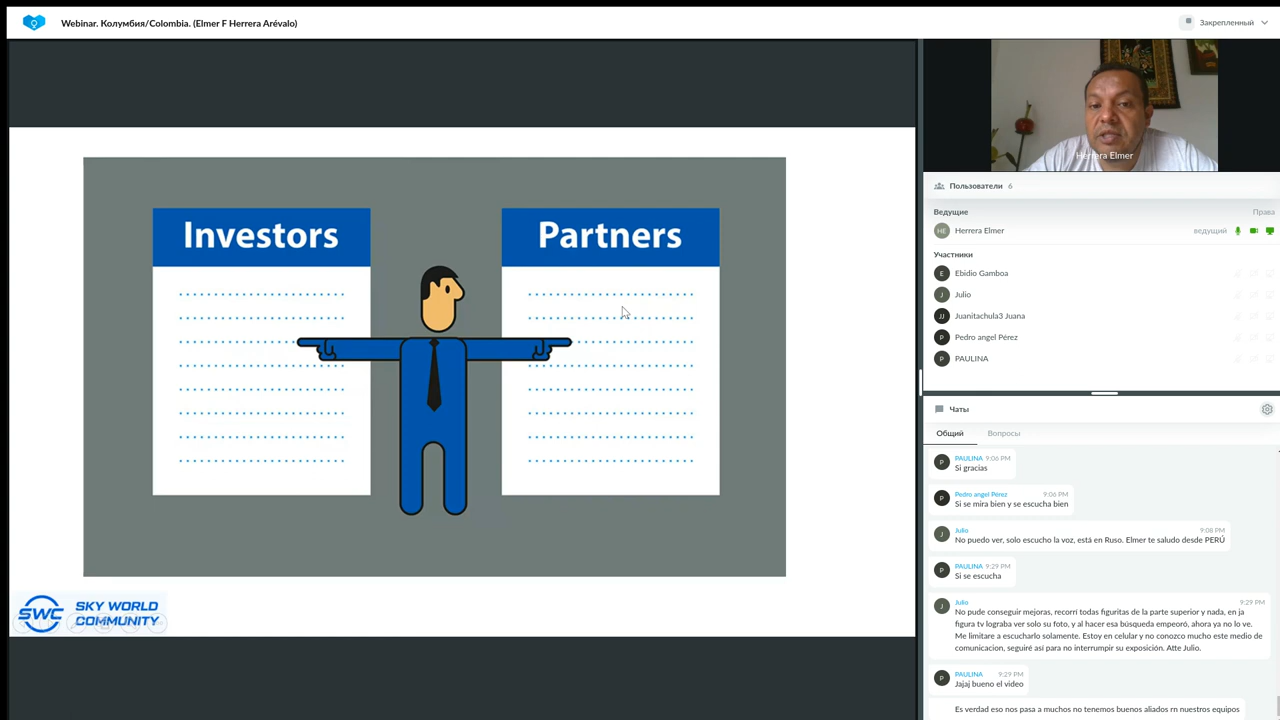 Webinar. Колумбия/Colombia. (Elmer F Herrera Arévalo)
Закрепленный
Investors
Partners
SWC
SKY WORLD
COMMUNITY
Herrera Elmer
Пользователи 6
Ведущие
Права
HE
Herrera Elmer
ведущий
Участники
E
Ebidio Gamboa
J
Julio
JJ
Juanitachula3 Juana
P
Pedro angel Pérez
P
PAULINA
Чаты
Общий
Вопросы
P
PAULINA 9:06 PM
Si gracias
P
Pedro angel Pérez 9:06 PM
Si se mira bien y se escucha bien
J
Julio 9:08 PM
No puedo ver, solo escucho la voz, está en Ruso. Elmer te saludo desde PERÚ
P
PAULINA 9:29 PM
Si se escucha
J
Julio 9:29 PM
No pude conseguir mejoras, recorrí todas figuritas de la parte superior y nada, en ja
figura tv lograba ver solo su foto, y al hacer esa búsqueda empeoró, ahora ya no lo ve.
Me limitare a escucharlo solamente. Estoy en celular y no conozco mucho este medio de
comunicacion, seguiré así para no interrumpir su exposición. Atte Julio.
P
PAULINA 9:29 PM
Jajaj bueno el video
Es verdad eso nos pasa a muchos no tenemos buenos aliados rn nuestros equipos